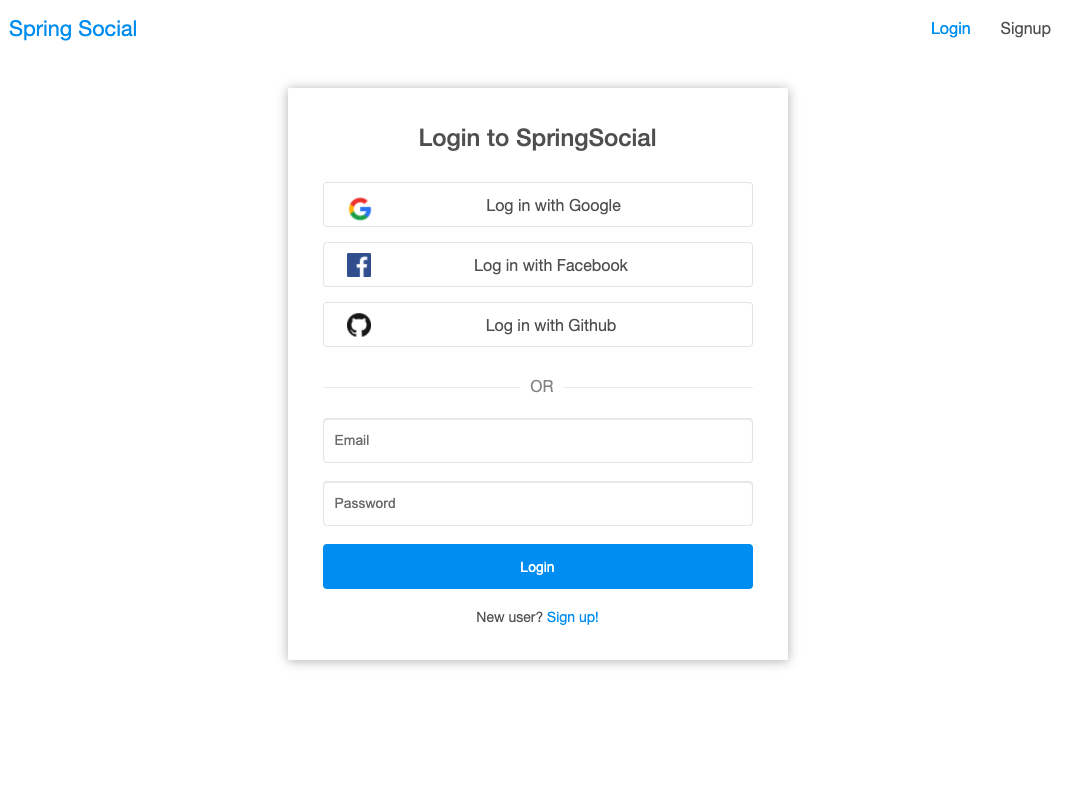 Spring Social Login Signup
Login to SpringSocial
Log in with Google
Log in with Facebook
Log in with Github
OR
Email
Password
Login
New user? Sign up!